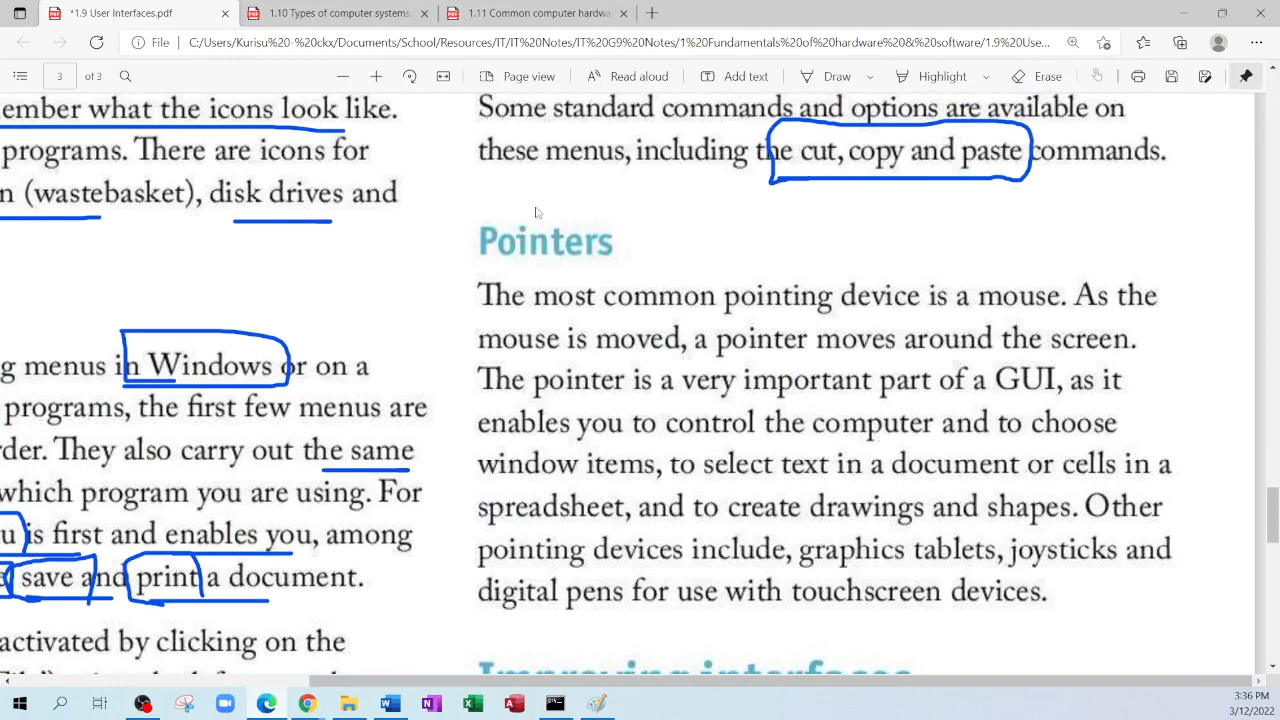 *1.9 User Interfaces.pdf
1.10 Types of computer systems.
1.11 Common computer hardwa
File
C:/Users/Kurisu%20-%20ckx/Documents/School/Resources/IT/IT%20Notes/IT%20G9%20Notes/1%20Fundamentals%20of%20hardware%20&%20software/1.9%20Use...
3
of 3
Page view
Read aloud
Add text
Draw
Highlight
Erase
ember what the icons look like.
programs. There are icons for
n (wastebasket), disk drives and
g menus in Windows or on a
programs, the first few menus are
rder. They also carry out the same
which program you are using. For
u is first and enables you, among
save and print a document.
activated by clicking on the
Some standard commands and options are available on
these menus, including the cut, copy and paste commands.
Pointers
The most common pointing device is a mouse. As the
mouse is moved, a pointer moves around the screen.
The pointer is a very important part of a GUI, as it
enables you to control the computer and to choose
window items, to select text in a document or cells in a
spreadsheet, and to create drawings and shapes. Other
pointing devices include, graphics tablets, joysticks and
digital pens for use with touchscreen devices.
Improving interfaces
3:36 PM
3/12/2022